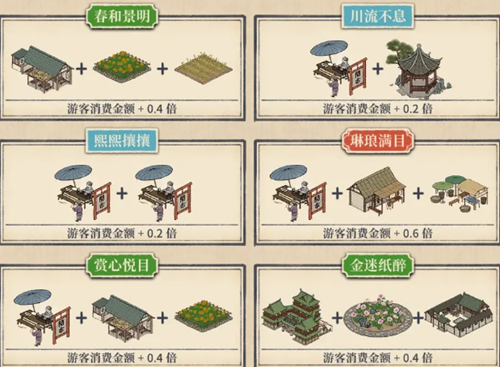 春和景明
川流不息
游客消费金额+0.4倍
游客消费金额+0.2倍
熙熙攘攘
琳琅满目
游客消费金额+0.2倍
游客消费金额+0.6倍
赏心悦目
金迷纸醉
游客消费金额+0.4倍
游客消费金额+0.4倍